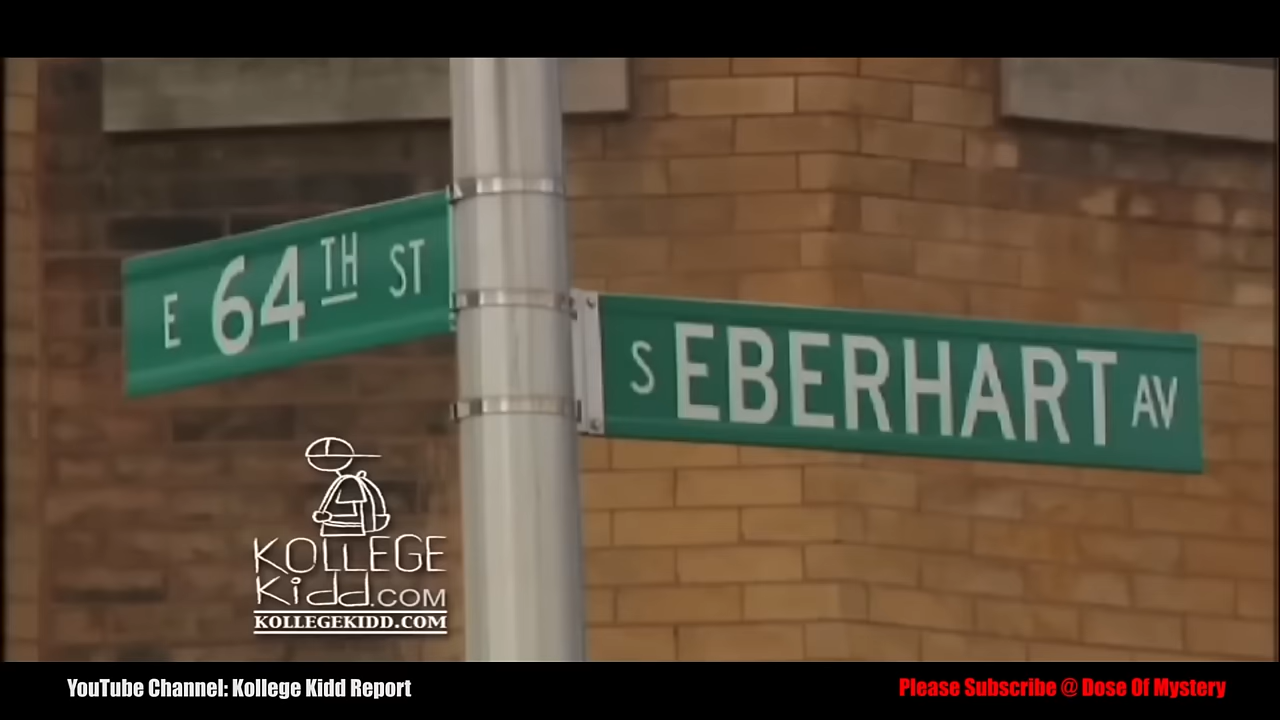 E 64TH ST
S EBERHART AV
KOLLEGE
Kidd.COM
KOLLEGEKIDD.COM
YouTube Channel: Kollege Kidd Report
Please Subscribe @ Dose Of Mystery